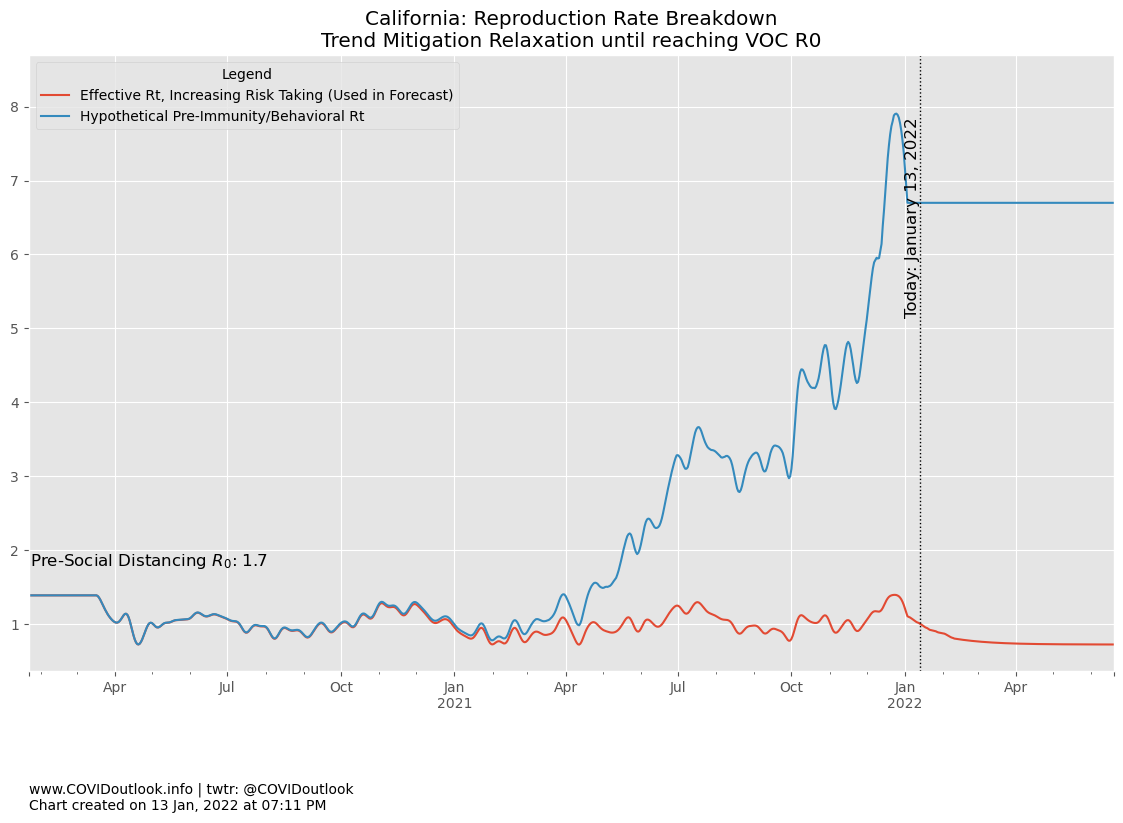 California: Reproduction Rate Breakdown
Trend Mitigation Relaxation until reaching VOC R0
Legend
Effective Rt, Increasing Risk Taking (Used in Forecast)
Hypothetical Pre-Immunity/Behavioral Rt
8
7
6
5
4
3
2
1
Today: January 13, 2022
Pre-Social Distancing R₀: 1.7
Apr Jul Oct Jan Apr Jul Oct Jan Apr
2021 2022
www.COVIDoutlook.info | twtr: @COVIDoutlook
Chart created on 13 Jan, 2022 at 07:11 PM